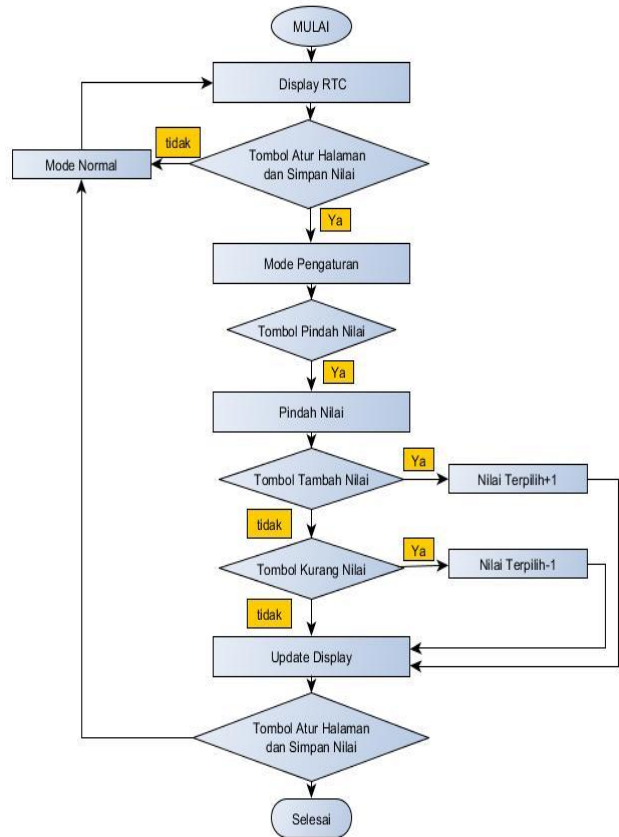 MULAI
Display RTC
tidak
Mode Normal
Tombol Atur Halaman
dan Simpan Nilai
Ya
Mode Pengaturan
Tombol Pindah Nilai
Ya
Pindah Nilai
Tombol Tambah Nilai
Ya
Nilai Terpilih+1
tidak
Tombol Kurang Nilai
Ya
Nilai Terpilih-1
tidak
Update Display
Tombol Atur Halaman
dan Simpan Nilai
Selesai